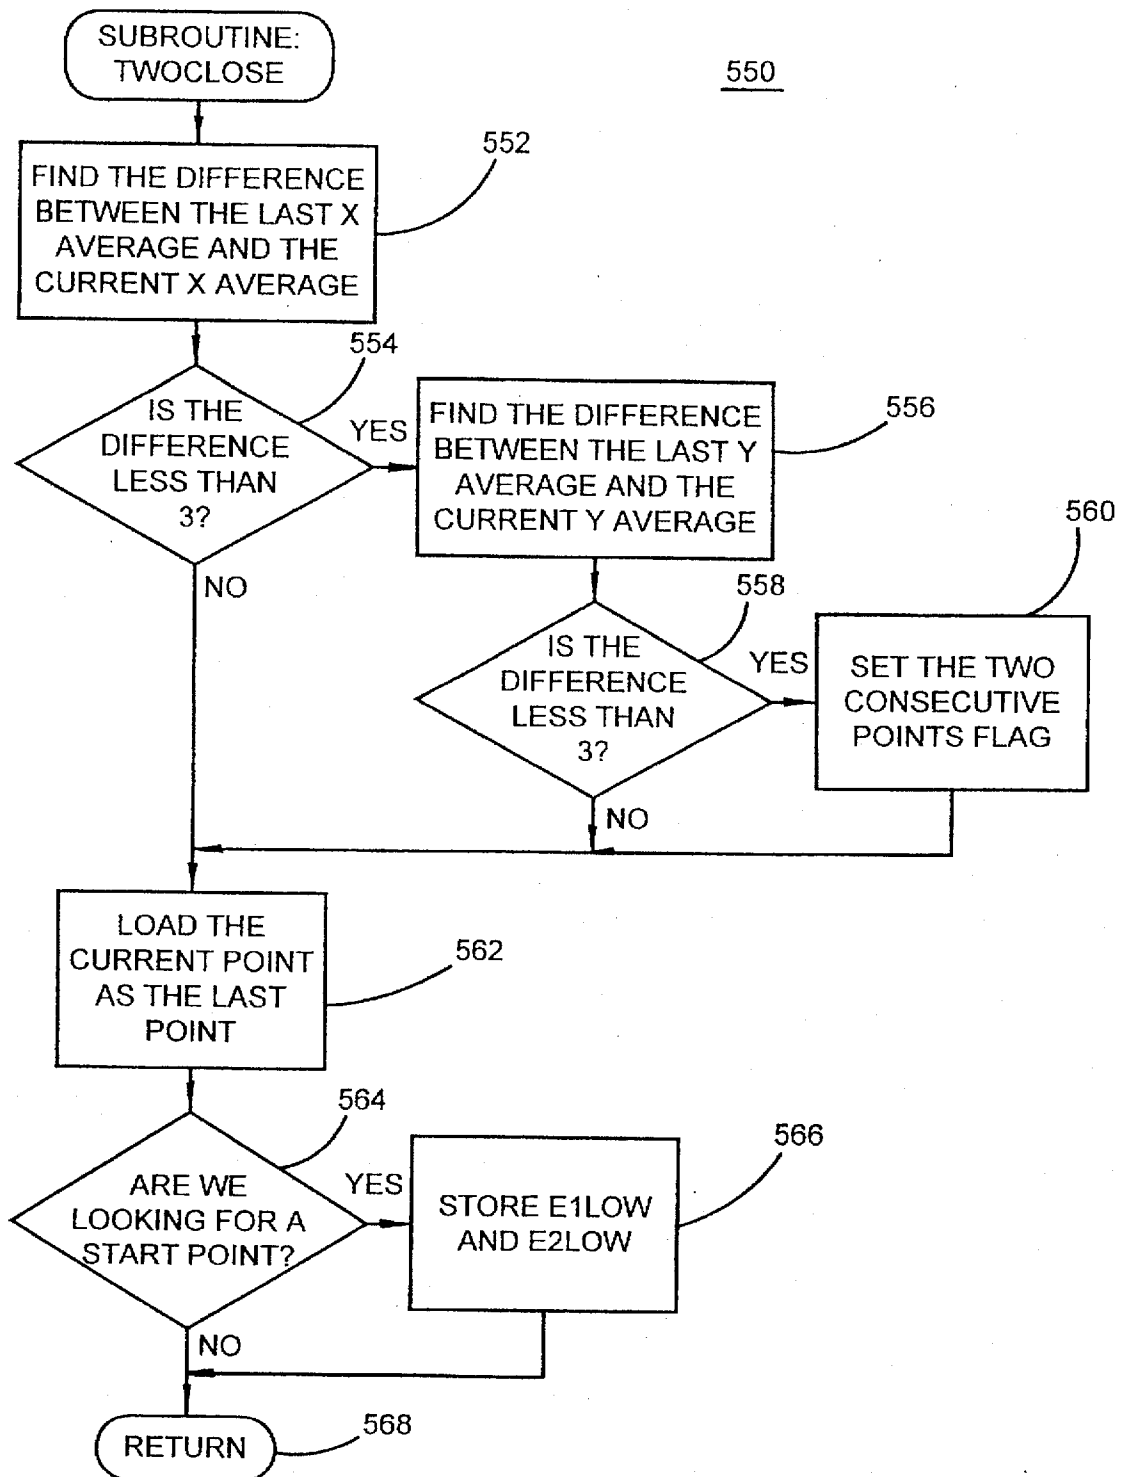 SUBROUTINE:
TWOCLOSE
550
552
FIND THE DIFFERENCE
BETWEEN THE LAST X
AVERAGE AND THE
CURRENT X AVERAGE
554
IS THE
DIFFERENCE
LESS THAN
3?
YES
NO
556
FIND THE DIFFERENCE
BETWEEN THE LAST Y
AVERAGE AND THE
CURRENT Y AVERAGE
558
IS THE
DIFFERENCE
LESS THAN
3?
YES
NO
560
SET THE TWO
CONSECUTIVE
POINTS FLAG
LOAD THE
CURRENT POINT
AS THE LAST
POINT
562
564
ARE WE
LOOKING FOR A
START POINT?
YES
NO
566
STORE E1LOW
AND E2LOW
RETURN
568